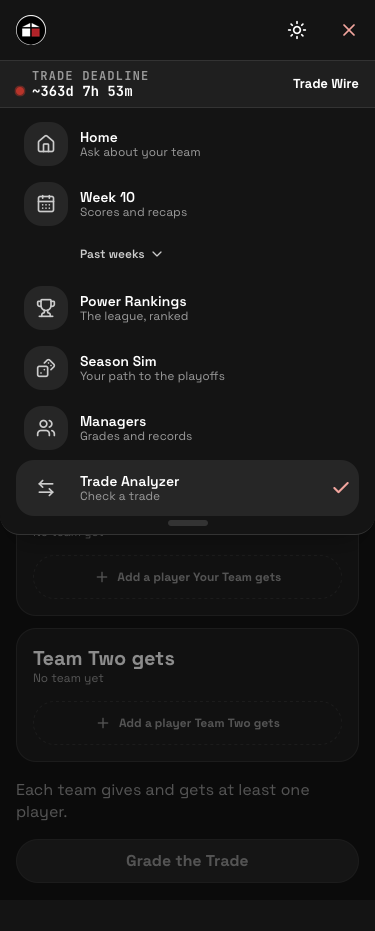 TRADE DEADLINE
~363d 7h 53m
Trade Wire
Home
Ask about your team
Week 10
Scores and recaps
Past weeks
Power Rankings
The league, ranked
Season Sim
Your path to the playoffs
Managers
Grades and records
Trade Analyzer
Check a trade
No team yet
Add a player Your Team gets
Team Two gets
No team yet
Add a player Team Two gets
Each team gives and gets at least one
player.
Grade the Trade